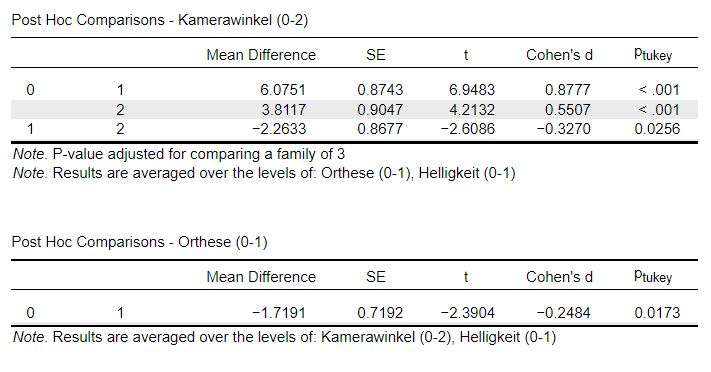 Post Hoc Comparisons - Kamerawinkel (0-2)
Mean Difference SE t Cohen's d Ptukey
0 1 6.0751 0.8743 6.9483 0.8777 < .001
2 3.8117 0.9047 4.2132 0.5507 < .001
1 2 −2.2633 0.8677 −2.6086 −0.3270 0.0256
Note. P-value adjusted for comparing a family of 3
Note. Results are averaged over the levels of: Orthese (0-1), Helligkeit (0-1)
Post Hoc Comparisons - Orthese (0-1)
Mean Difference SE t Cohen's d Ptukey
0 1 −1.7191 0.7192 −2.3904 −0.2484 0.0173
Note. Results are averaged over the levels of: Kamerawinkel (0-2), Helligkeit (0-1)